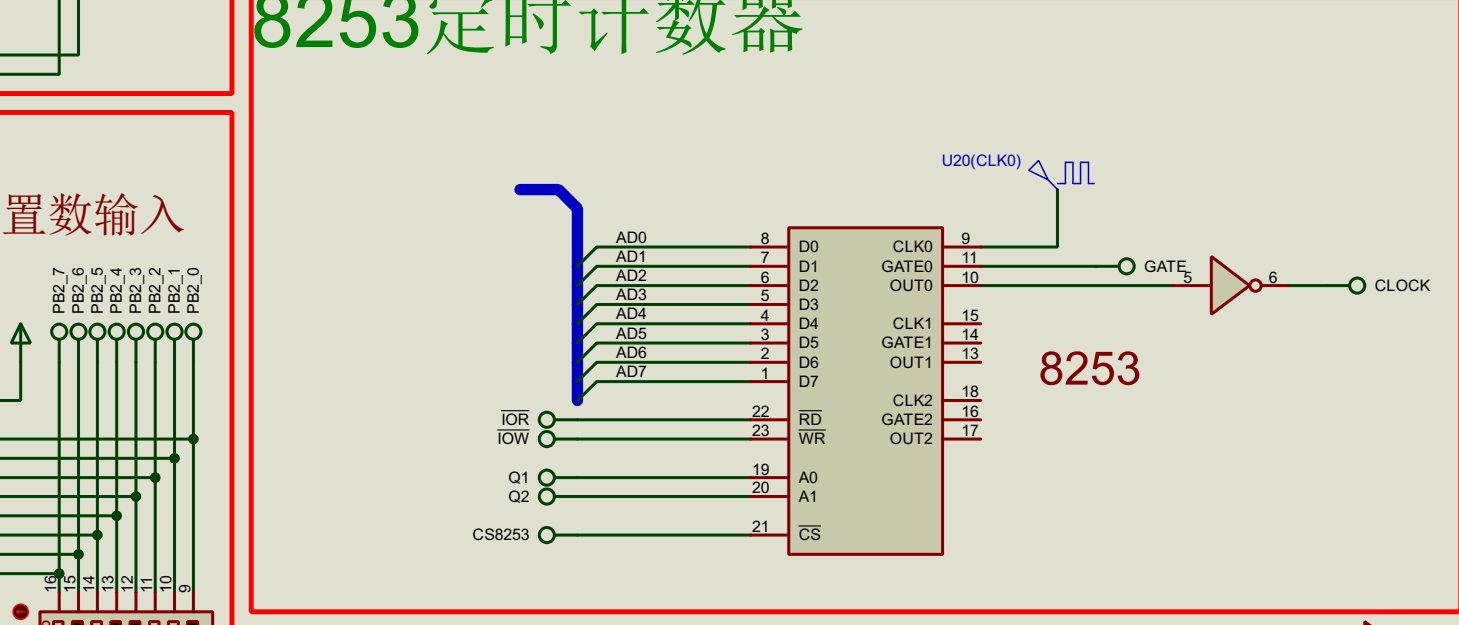 8253定时计数器
置数输入
PB2_7
PB2_6
PB2_5
PB2_4
PB2_3
PB2_2
PB2_1
PB2_0
16
15
14
13
12
11
10
9
U20(CLK0)
AD0 8 D0 CLK0 9
AD1 7 D1 GATE0 11 GATE
AD2 6 D2 OUT0 10 5 6 CLOCK
AD3 5 D3
AD4 4 D4 CLK1 15
AD5 3 D5 GATE1 14
AD6 2 D6 OUT1 13
AD7 1 D7
8253
CLK2 18
IOR 22 RD GATE2 16
IOW 23 WR OUT2 17
Q1 19 A0
Q2 20 A1
CS8253 21 CS